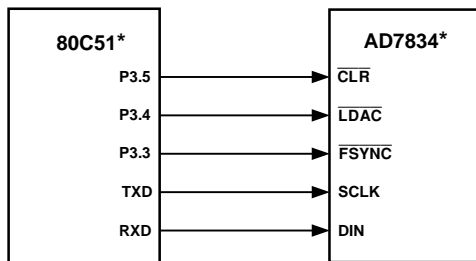 80C51*
AD7834*
P3.5
CLR
P3.4
LDAC
P3.3
FSYNC
TXD
SCLK
RXD
DIN